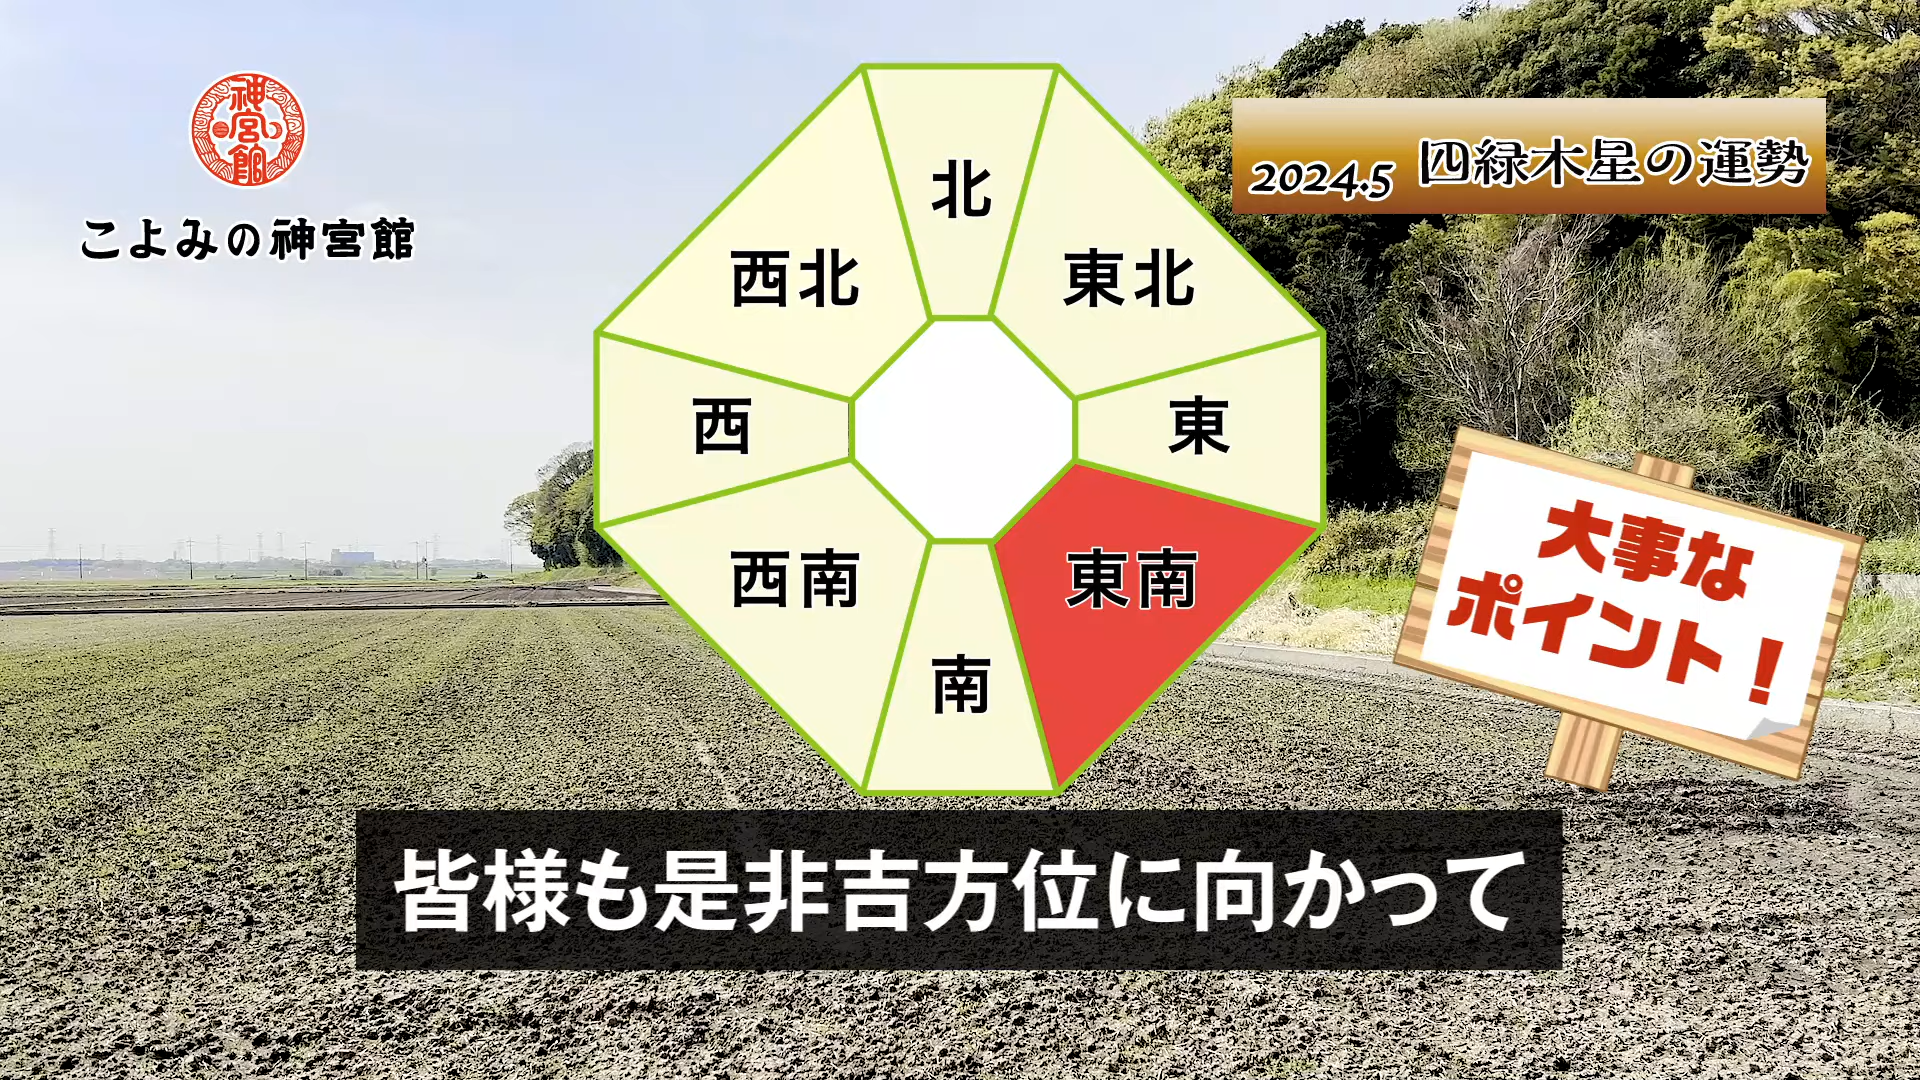 神宮館
こよみの神宮館
2024.5 四緑木星の運勢
北
西北
東北
西
東
西南
東南
南
大事な
ポイント！
皆様も是非吉方位に向かって